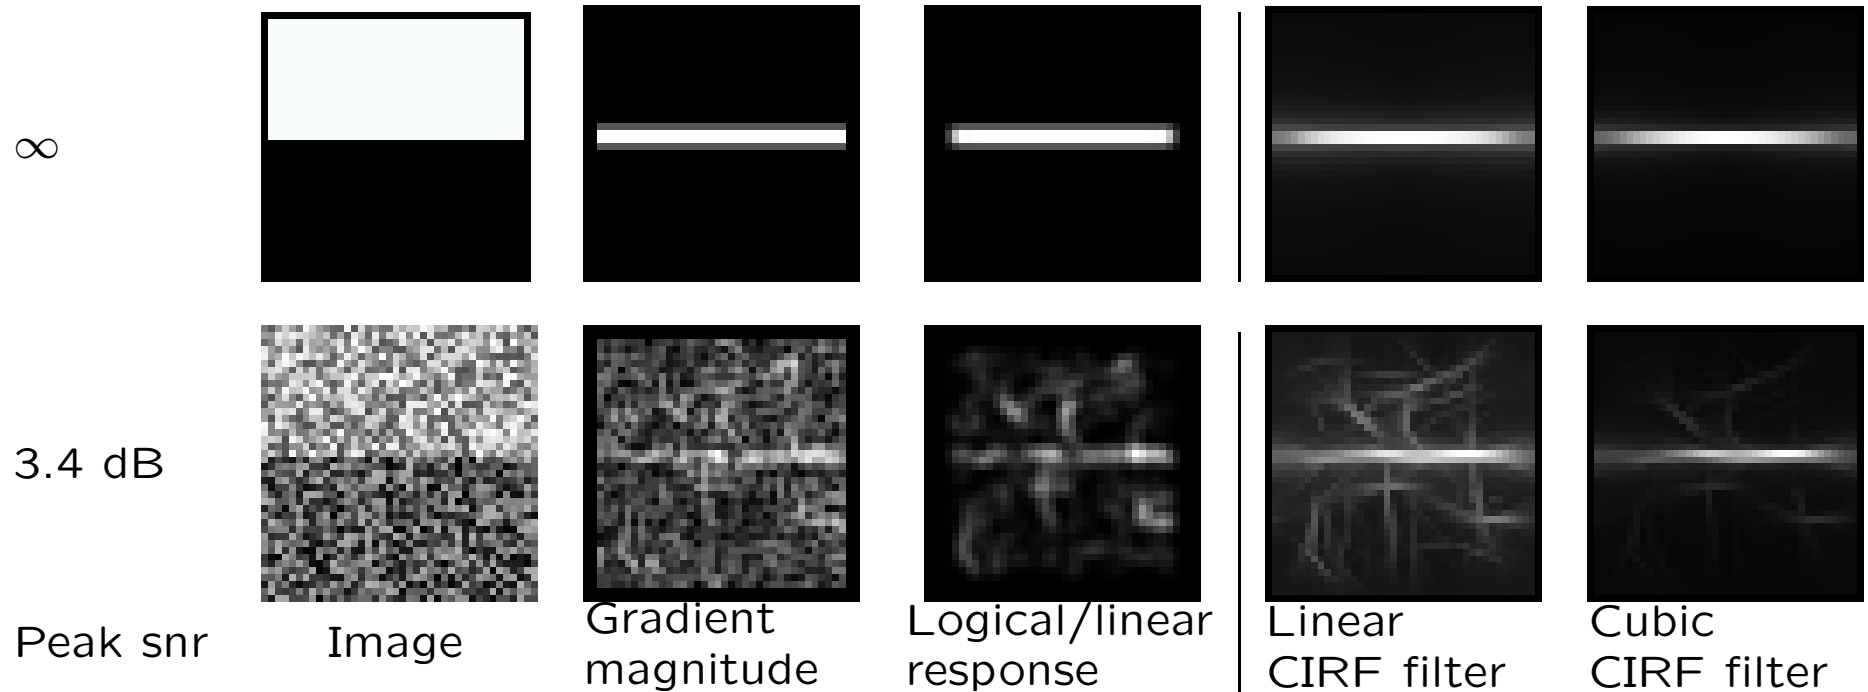 ∞
3.4 dB
Peak snr
Image
Gradient
magnitude
Logical/linear
response
Linear
CIRF filter
Cubic
CIRF filter